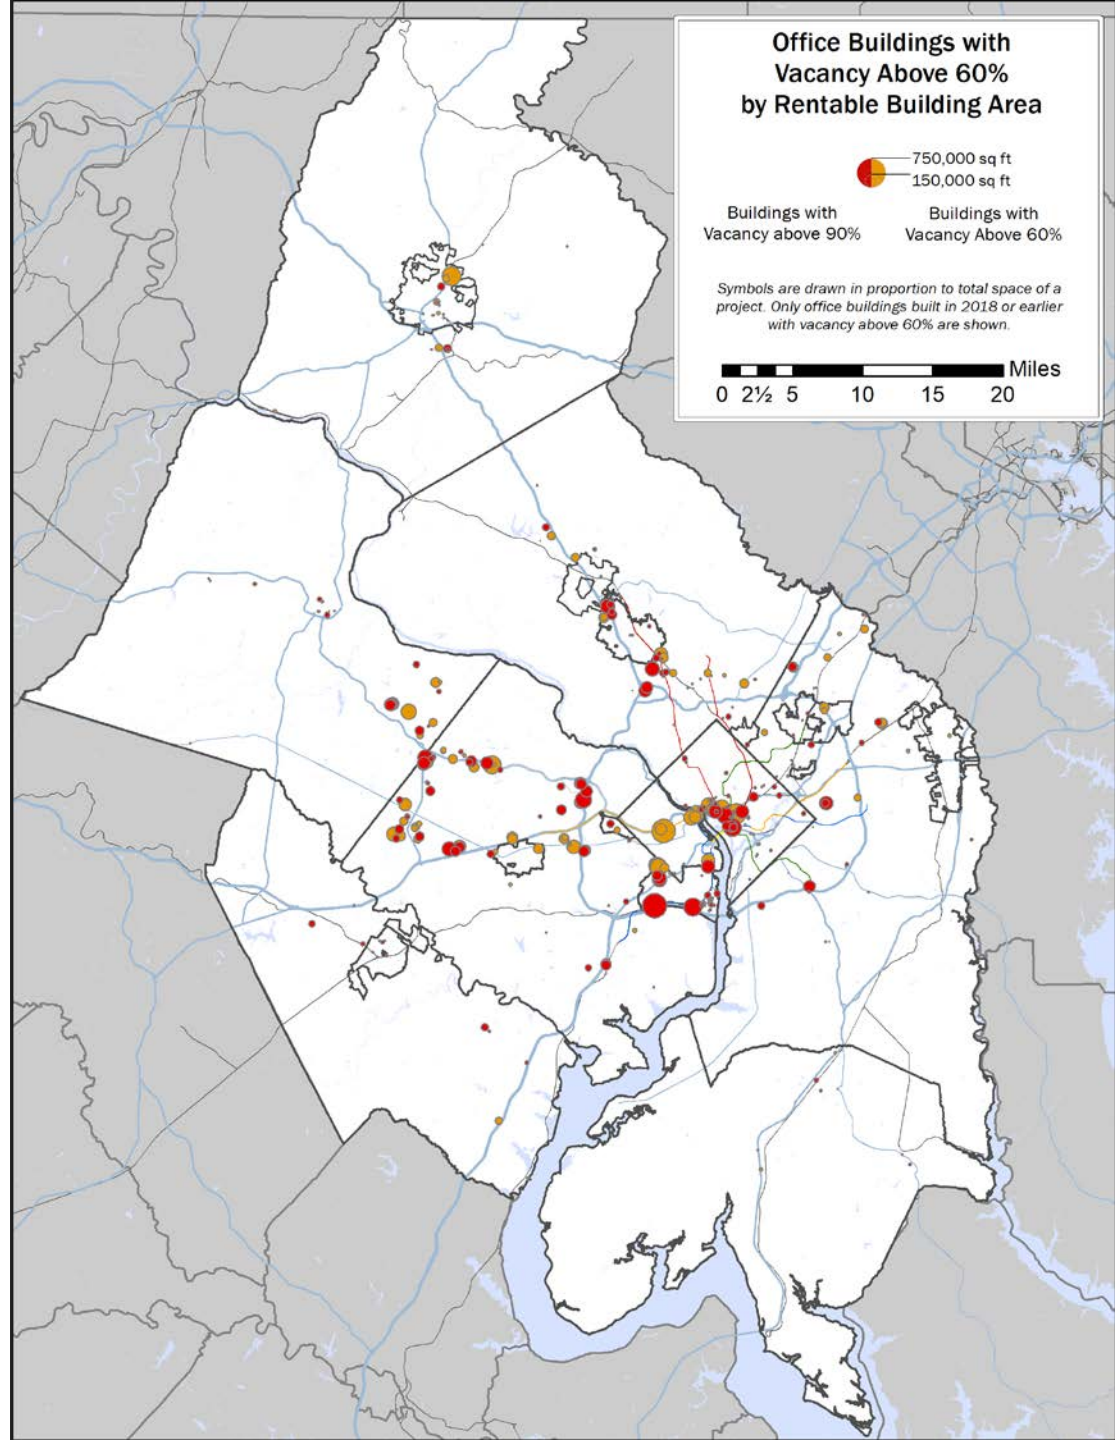 Office Buildings with
Vacancy Above 60%
by Rentable Building Area
750,000 sq ft
150,000 sq ft
Buildings with
Vacancy above 90%
Buildings with
Vacancy Above 60%
Symbols are drawn in proportion to total space of a
project. Only office buildings built in 2018 or earlier
with vacancy above 60% are shown.
Miles
0 2½ 5 10 15 20